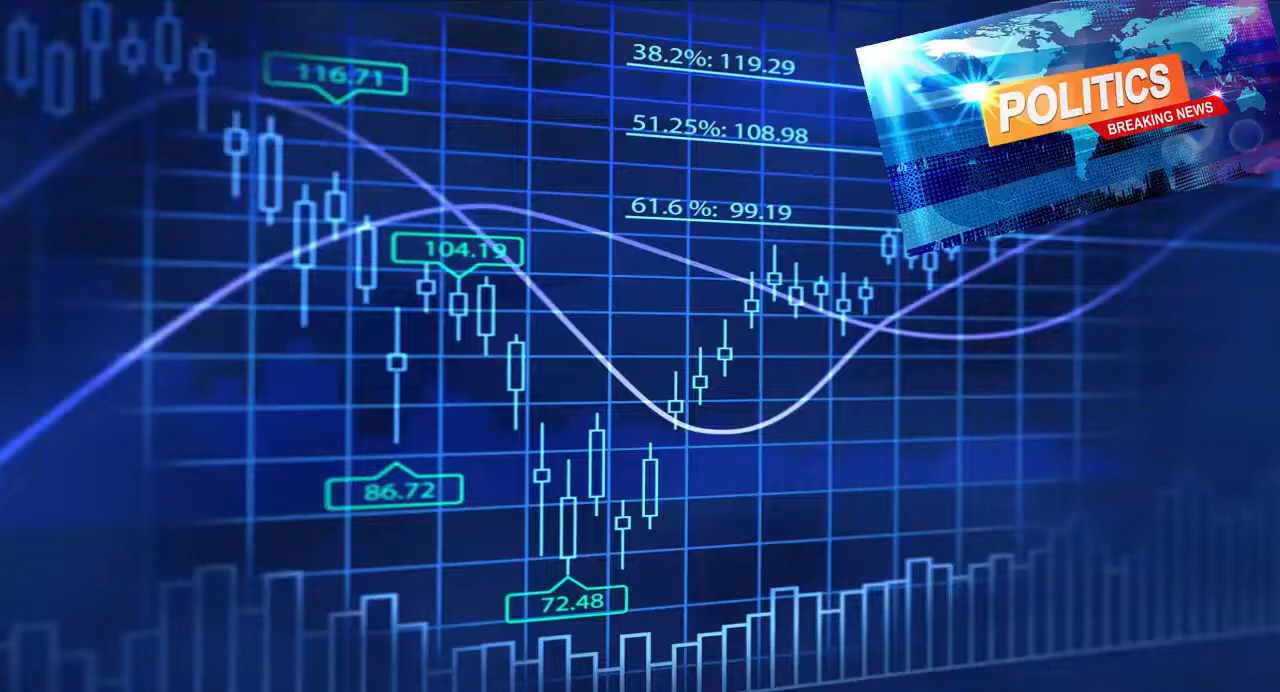 116.71
38.2%: 119.29
51.25%: 108.98
61.6 %: 99.19
104.19
86.72
72.48
POLITICS
BREAKING NEWS